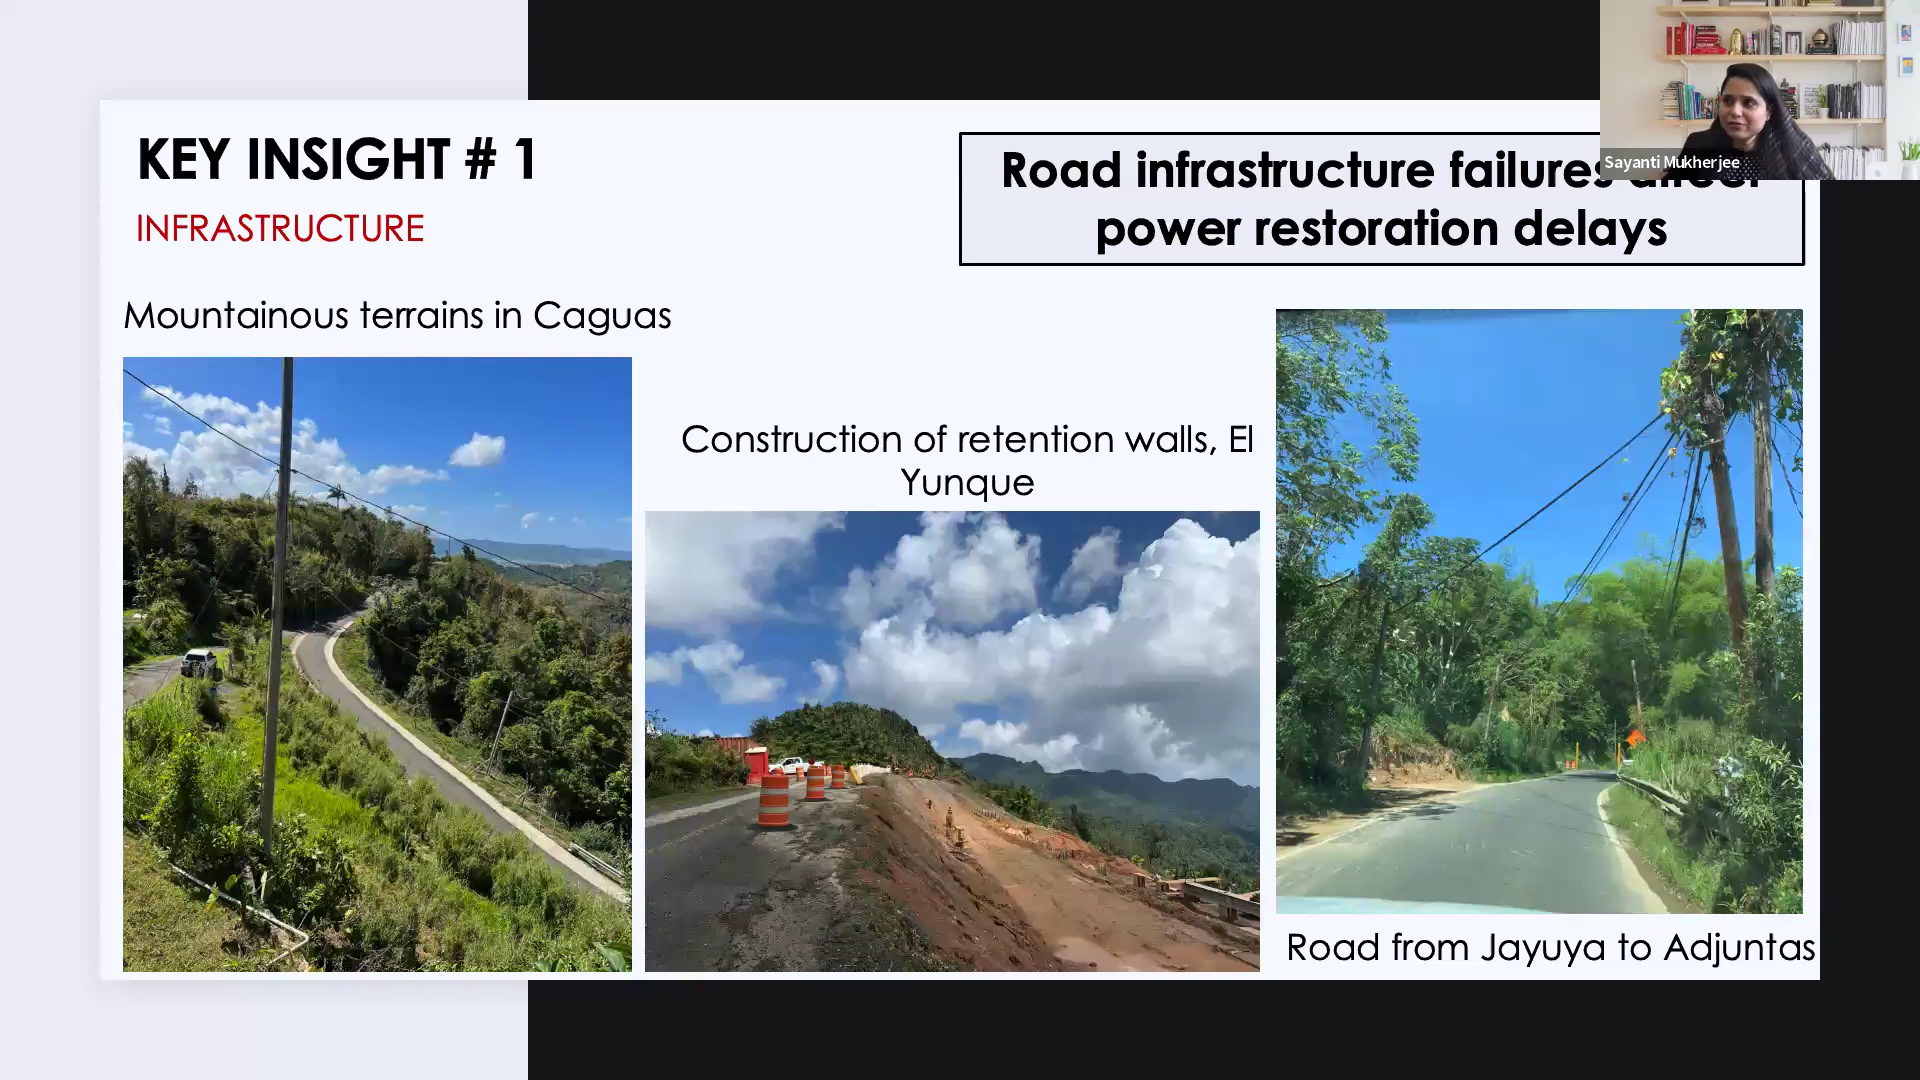 KEY INSIGHT # 1
INFRASTRUCTURE
Road infrastructure failures affect
power restoration delays
Sayanti Mukherjee
Mountainous terrains in Caguas
Construction of retention walls, El
Yunque
Road from Jayuya to Adjuntas